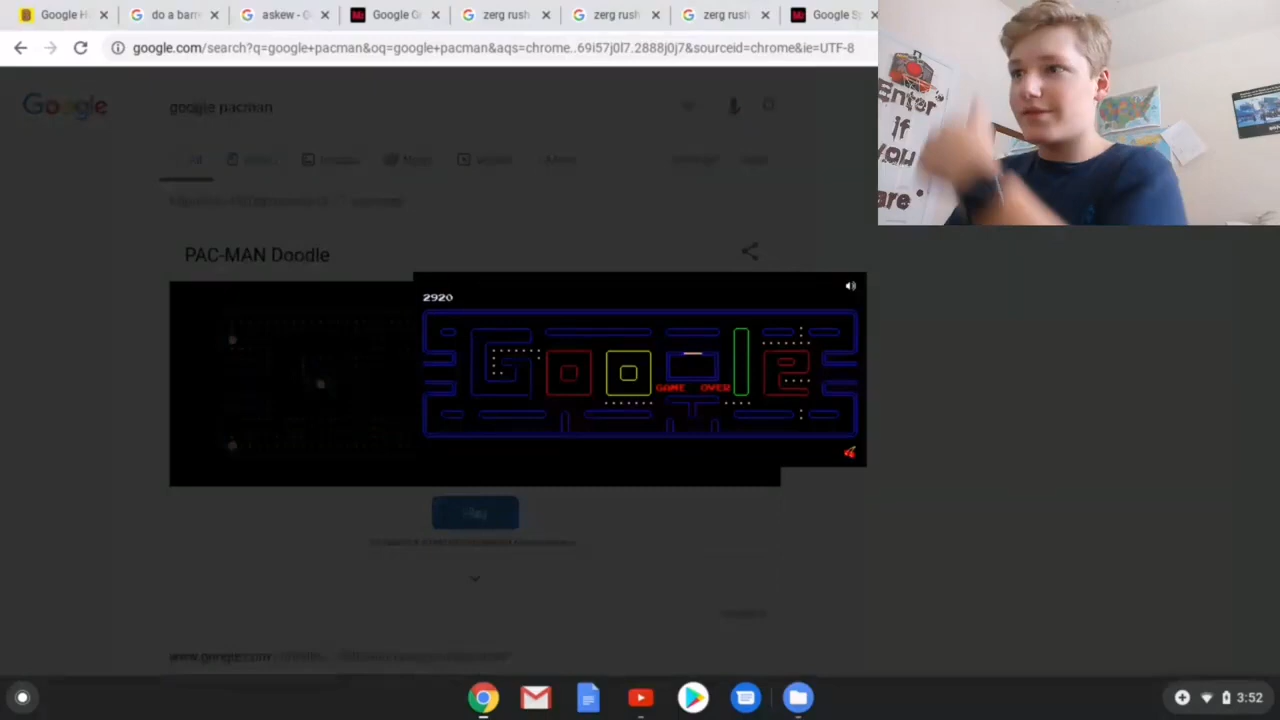 Google H
do a barr
askew - G
Google G
zerg rush
zerg rush
zerg rush
Google S
google.com/search?q=google+pacman&oq=google+pacman&aqs=chrome..69i57j0l7.2888j0j7&sourceid=chrome&ie=UTF-8
Enter
if
you
are
Google
google pacman
More
PAC-MAN Doodle
2920
GAME OVER
Play
3:52